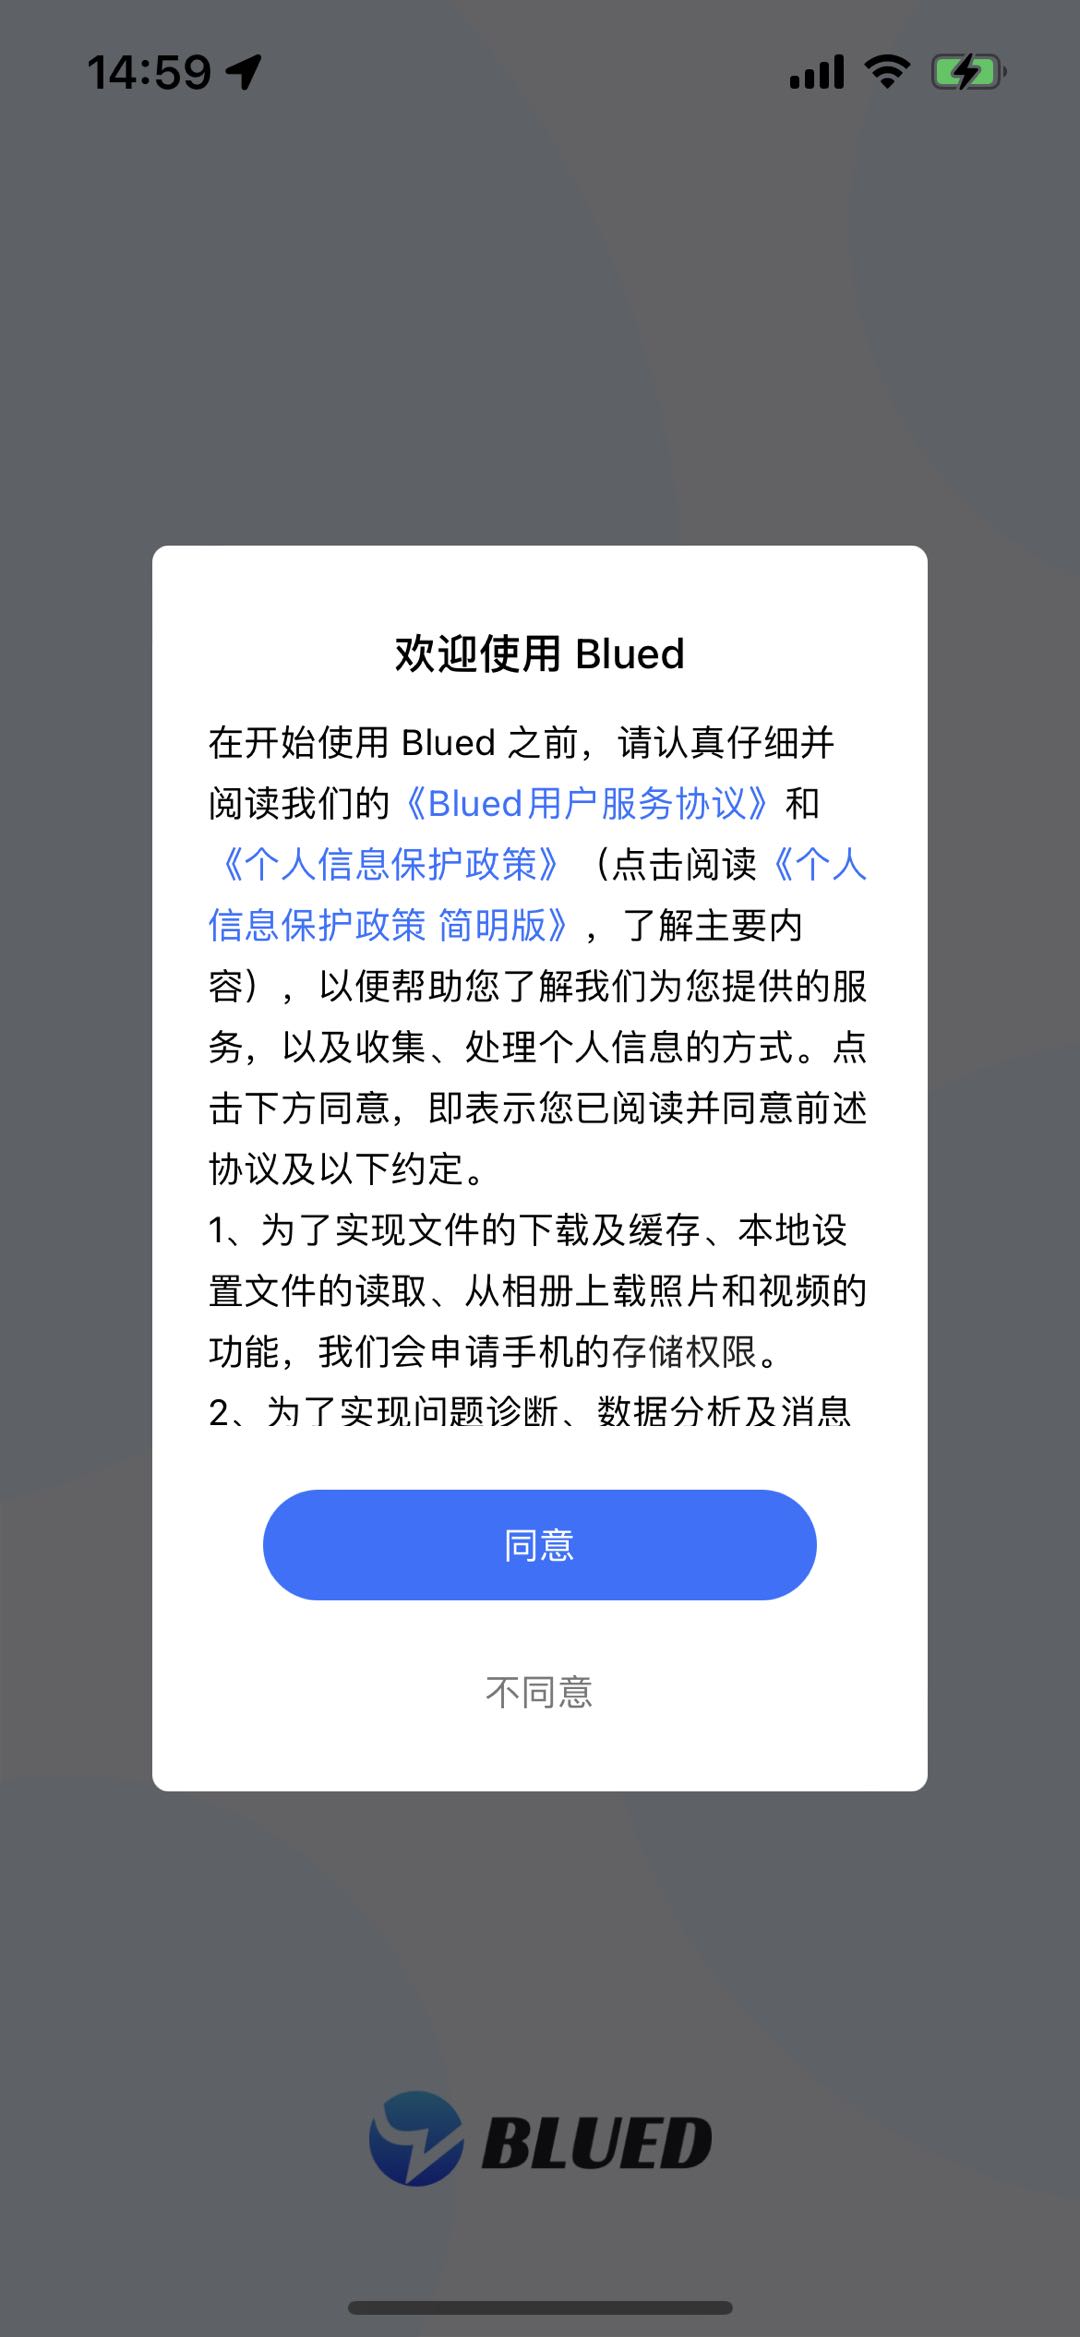 14:59
欢迎使用 Blued
在开始使用 Blued 之前，请认真仔细并
阅读我们的《Blued用户服务协议》和
《个人信息保护政策》（点击阅读《个人
信息保护政策 简明版》，了解主要内
容），以便帮助您了解我们为您提供的服
务，以及收集、处理个人信息的方式。点
击下方同意，即表示您已阅读并同意前述
协议及以下约定。
1、为了实现文件的下载及缓存、本地设
置文件的读取、从相册上载照片和视频的
功能，我们会申请手机的存储权限。
2、为了实现问题诊断、数据分析及消息
同意
不同意
BLUED